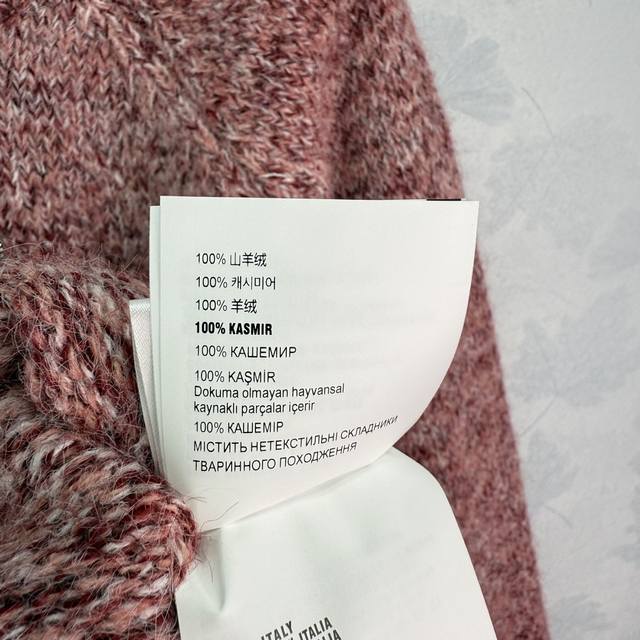 100% 山羊绒
100% 캐시미어
100% 羊绒
100% KASMIR
100% КАШЕМИР
100% KAŞMİR
Dokuma olmayan hayvansal
kaynaklı parçalar içerir
100% КАШЕМІР
МІСТИТЬ НЕТЕКСТИЛЬНІ СКЛАДНИКИ
ТВАРИННОГО ПОХОДЖЕННЯ
ITALY
ITALIA
ITALIA